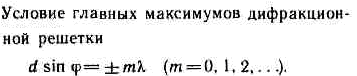 Условие главных максимумов дифракцион-
ной решетки
d sin φ= ±mλ (m=0, 1, 2, ...).